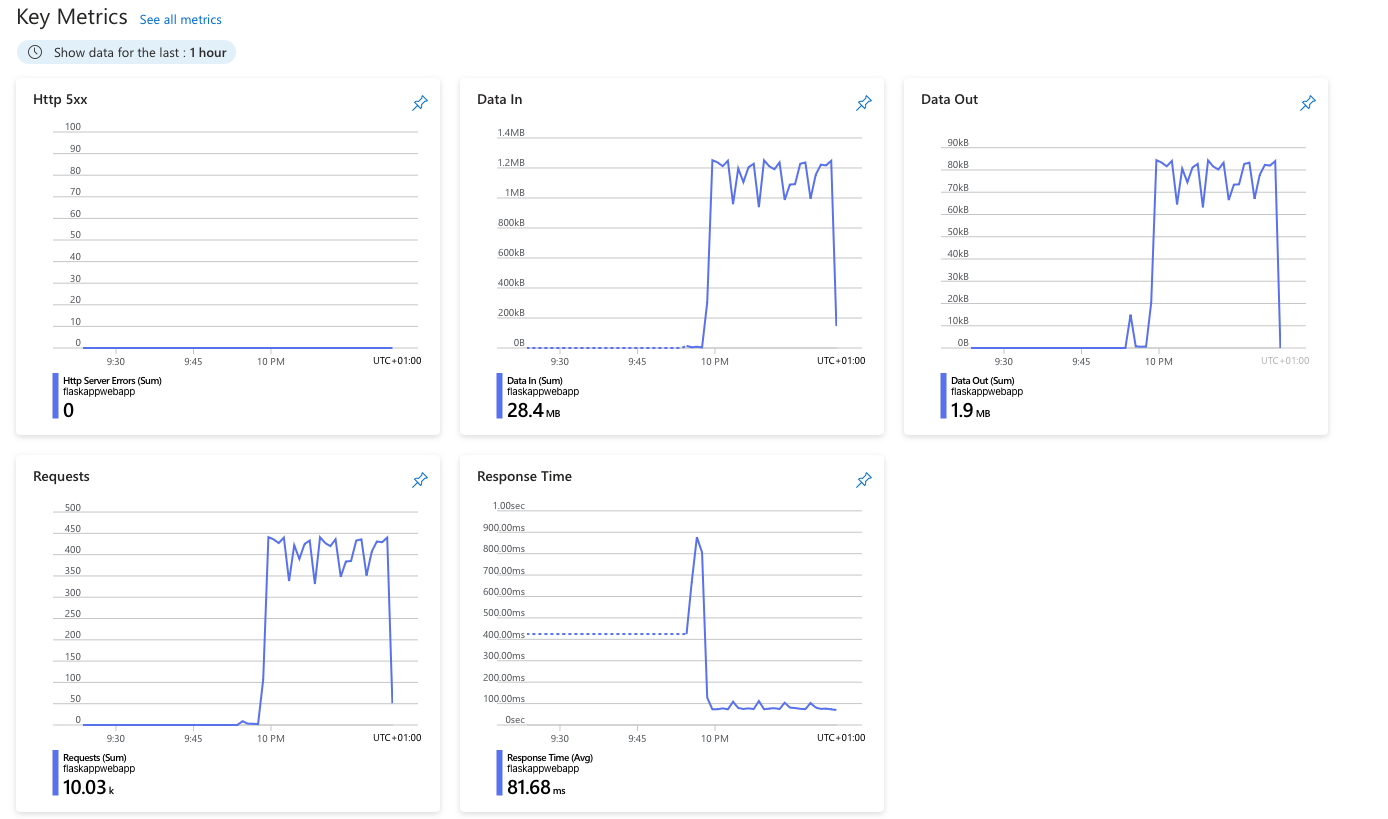 Key Metrics See all metrics
Show data for the last : 1 hour
Http 5xx
100
90
80
70
60
50
40
30
20
10
0
9:30 9:45 10 PM UTC+01:00
Http Server Errors (Sum)
flaskappwebapp
0
Data In
1.4MB
1.2MB
1MB
800kB
600kB
400kB
200kB
0B
9:30 9:45 10 PM UTC+01:00
Data In (Sum)
flaskappwebapp
28.4 MB
Data Out
90kB
80kB
70kB
60kB
50kB
40kB
30kB
20kB
10kB
0B
9:30 9:45 10 PM UTC+01:00
Data Out (Sum)
flaskappwebapp
1.9 MB
Requests
500
450
400
350
300
250
200
150
100
50
0
9:30 9:45 10 PM UTC+01:00
Requests (Sum)
flaskappwebapp
10.03 k
Response Time
1.00sec
900.00ms
800.00ms
700.00ms
600.00ms
500.00ms
400.00ms
300.00ms
200.00ms
100.00ms
0sec
9:30 9:45 10 PM UTC+01:00
Response Time (Avg)
flaskappwebapp
81.68 ms